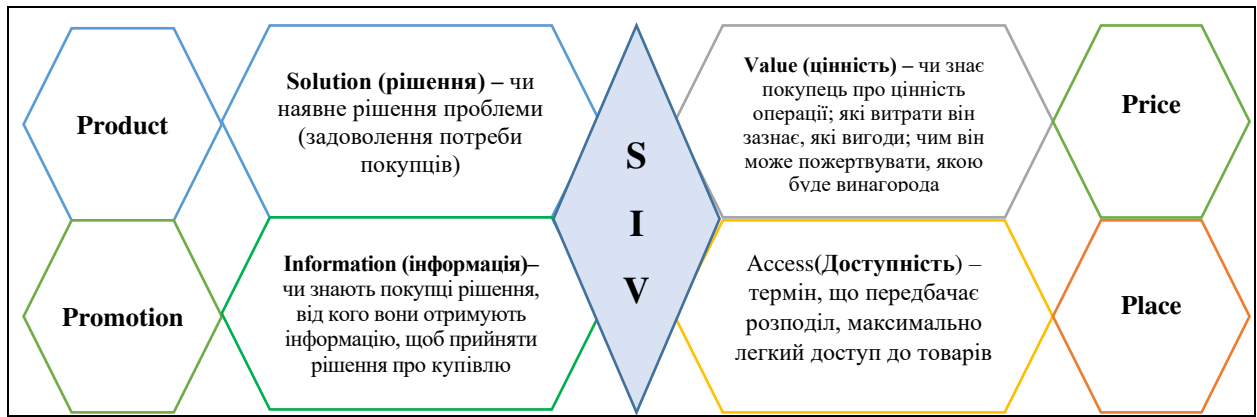 Product
Solution (рішення) – чи
наявне рішення проблеми
(задоволення потреби
покупців)
S
I
V
Value (цінність) – чи знає
покупець про цінність
операції; які витрати він
зазнає, які вигоди; чим він
може пожертвувати, якою
буде винагорода
Price
Promotion
Information (інформація)–
чи знають покупці рішення,
від кого вони отримують
інформацію, щоб прийняти
рішення про купівлю
Access(Доступність) –
термін, що передбачає
розподіл, максимально
легкий доступ до товарів
Place